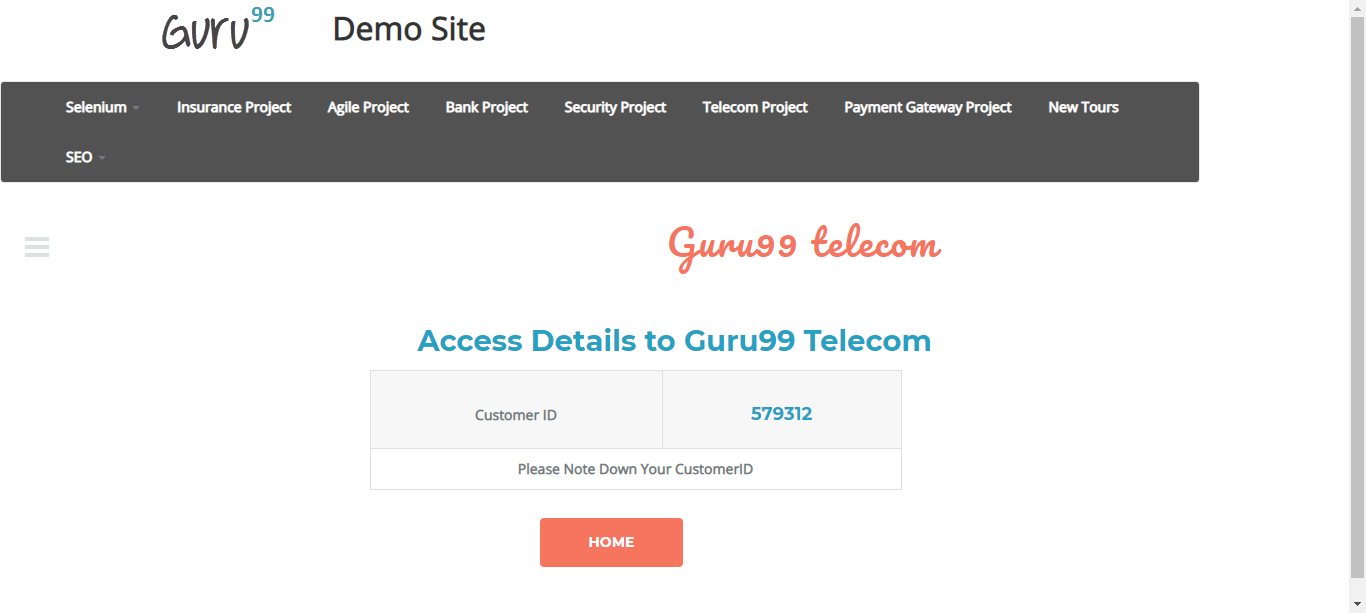 Guru99 Demo Site
Selenium Insurance Project Agile Project Bank Project Security Project Telecom Project Payment Gateway Project New Tours
SEO
Guru99 telecom
Access Details to Guru99 Telecom
Customer ID 579312
Please Note Down Your CustomerID
HOME